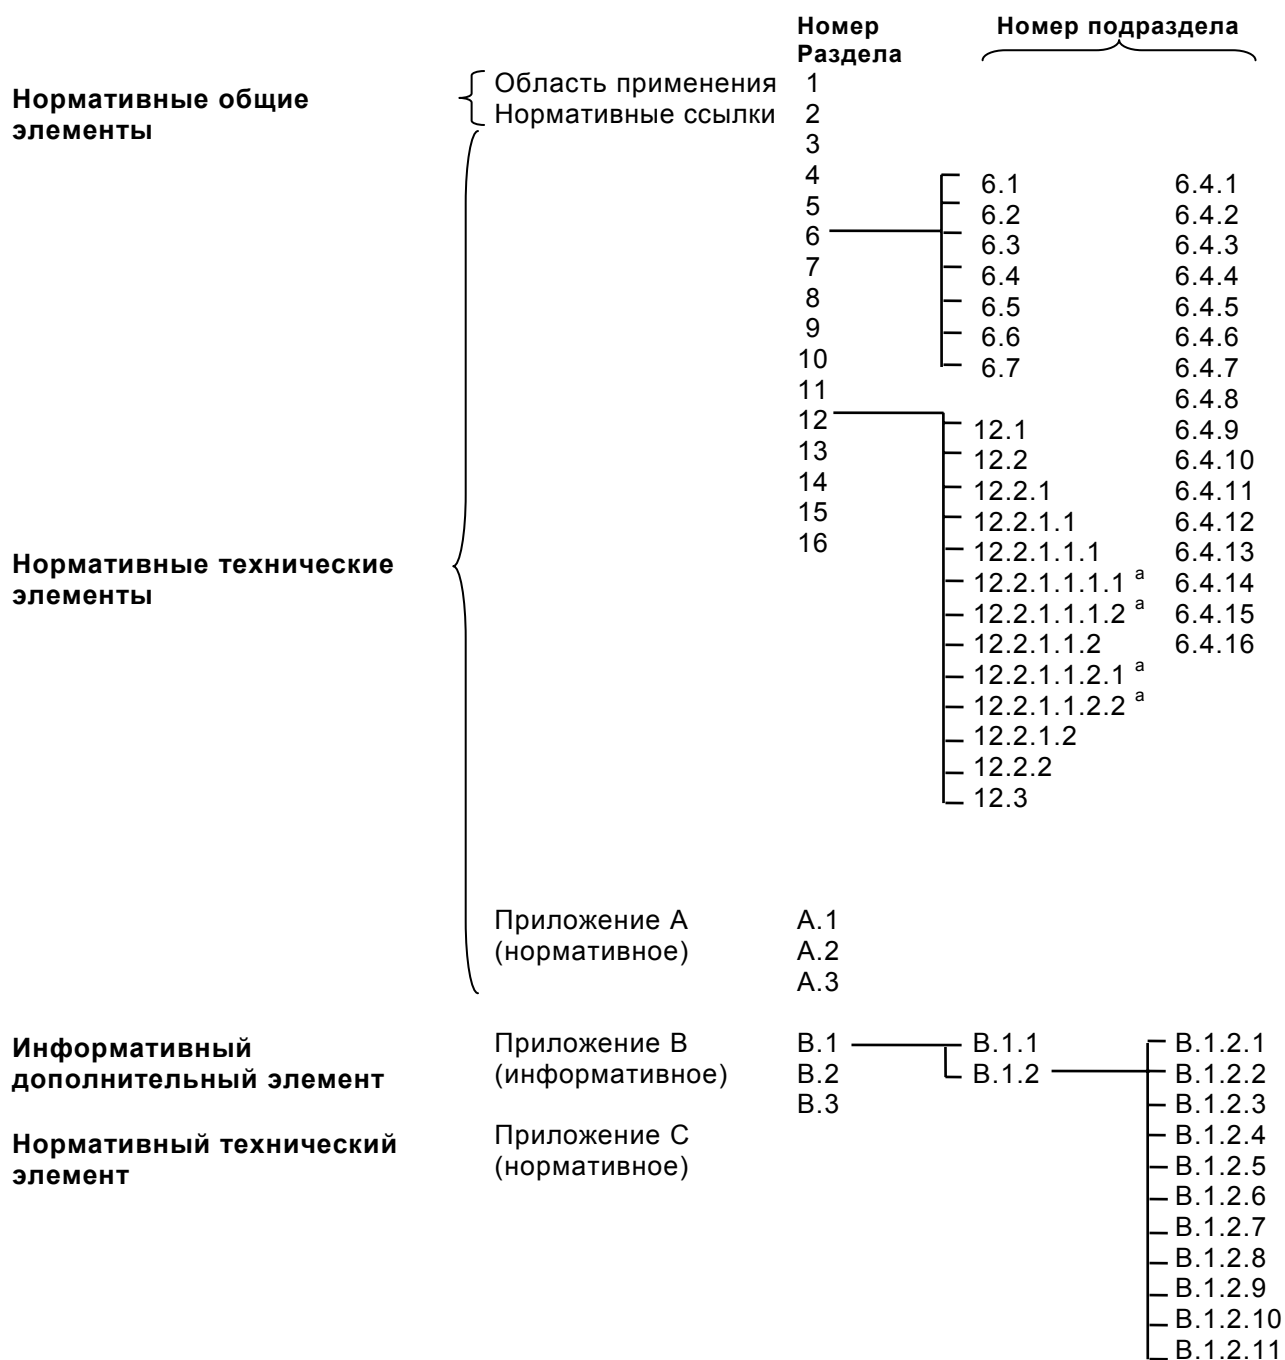 Номер Раздела
Номер подраздела
Нормативные общие элементы
Область применения 1
Нормативные ссылки 2
3
4
5
6
7
8
9
10
11
12
13
14
15
16
6.1
6.2
6.3
6.4
6.5
6.6
6.7
6.4.1
6.4.2
6.4.3
6.4.4
6.4.5
6.4.6
6.4.7
6.4.8
6.4.9
6.4.10
6.4.11
6.4.12
6.4.13
6.4.14
6.4.15
6.4.16
12.1
12.2
12.2.1
12.2.1.1
12.2.1.1.1
12.2.1.1.1.1 a
12.2.1.1.1.2 a
12.2.1.1.2
12.2.1.1.2.1 a
12.2.1.1.2.2 a
12.2.1.2
12.2.2
12.3
Нормативные технические
элементы
Приложение A A.1
(нормативное) A.2
A.3
Информативный
дополнительный элемент
Приложение B B.1
(информативное) B.2
B.3
B.1.1
B.1.2
B.1.2.1
B.1.2.2
B.1.2.3
B.1.2.4
B.1.2.5
B.1.2.6
B.1.2.7
B.1.2.8
B.1.2.9
B.1.2.10
B.1.2.11
Нормативный технический
элемент
Приложение C
(нормативное)